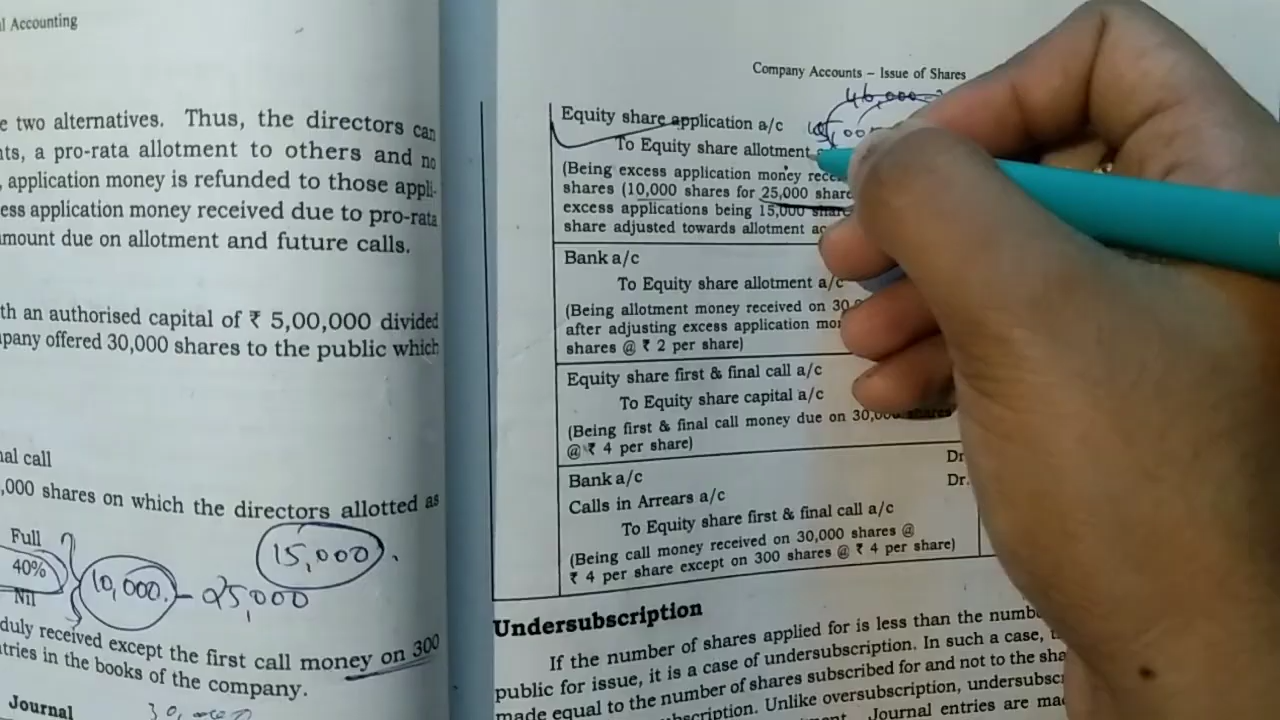 l Accounting
e two alternatives. Thus, the directors can
nts, a pro-rata allotment to others and no
, application money is refunded to those appli-
ess application money received due to pro-rata
amount due on allotment and future calls.
th an authorised capital of ₹ 5,00,000 divided
pany offered 30,000 shares to the public which
nal call
,000 shares on which the directors allotted as
Full
40%
Nil
10,000. - 25,000
15,000.
duly received except the first call money on 300
tries in the books of the company.
Journal
Company Accounts – Issue of Shares
46,000
Equity share application a/c
To Equity share allotment
(Being excess application money rece
shares (10,000 shares for 25,000 share
excess applications being 15,000 share
share adjusted towards allotment ac
Bank a/c
To Equity share allotment a/c
(Being allotment money received on 30,
after adjusting excess application mon
shares @ ₹ 2 per share)
Equity share first & final call a/c
To Equity share capital a/c
(Being first & final call money due on 30,000 shares
@ ₹ 4 per share)
Bank a/c Dr
Calls in Arrears a/c Dr.
To Equity share first & final call a/c
(Being call money received on 30,000 shares @
₹ 4 per share except on 300 shares @ ₹ 4 per share)
Undersubscription
If the number of shares applied for is less than the numb
public for issue, it is a case of undersubscription. In such a case,
made equal to the number of shares subscribed for and not to the sha
bscription. Unlike oversubscription, undersubsc
Journal entries are ma